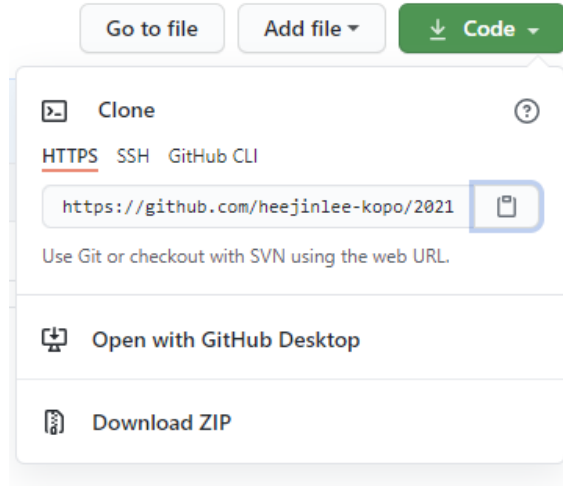 Go to file Add file Code
Clone
HTTPS SSH GitHub CLI
https://github.com/heejinlee-kopo/2021
Use Git or checkout with SVN using the web URL.
Open with GitHub Desktop
Download ZIP